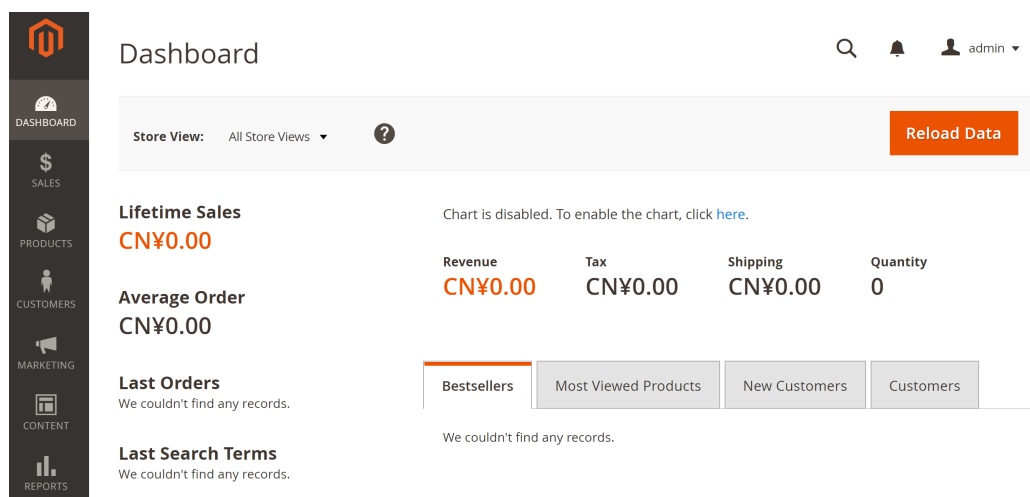 Dashboard
admin
DASHBOARD
SALES
PRODUCTS
CUSTOMERS
MARKETING
CONTENT
REPORTS
Store View: All Store Views ?
Reload Data
Lifetime Sales
CN¥0.00
Average Order
CN¥0.00
Last Orders
We couldn't find any records.
Last Search Terms
We couldn't find any records.
Chart is disabled. To enable the chart, click here.
Revenue Tax Shipping Quantity
CN¥0.00 CN¥0.00 CN¥0.00 0
Bestsellers Most Viewed Products New Customers Customers
We couldn't find any records.